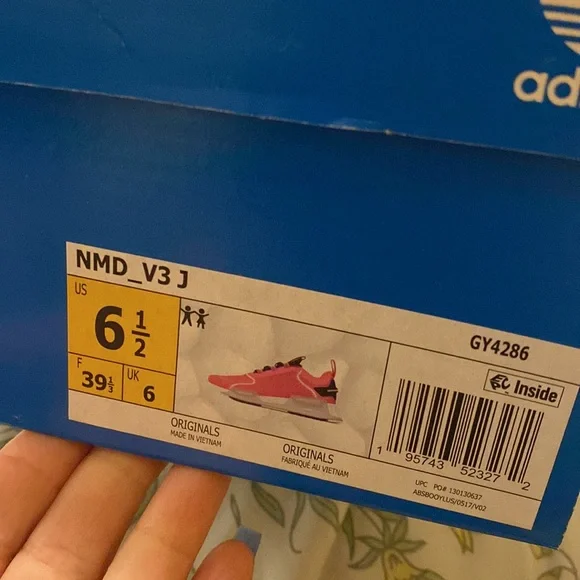 adi
NMD_V3 J
US
6 1/2
F
39 1/3
UK
6
GY4286
Inside
ORIGINALS
MADE IN VIETNAM
ORIGINALS
FABRIQUÉ AU VIETNAM
1 95743 52327 2
UPC PO# 130130637
ABSBOOYLUS/0517/V02